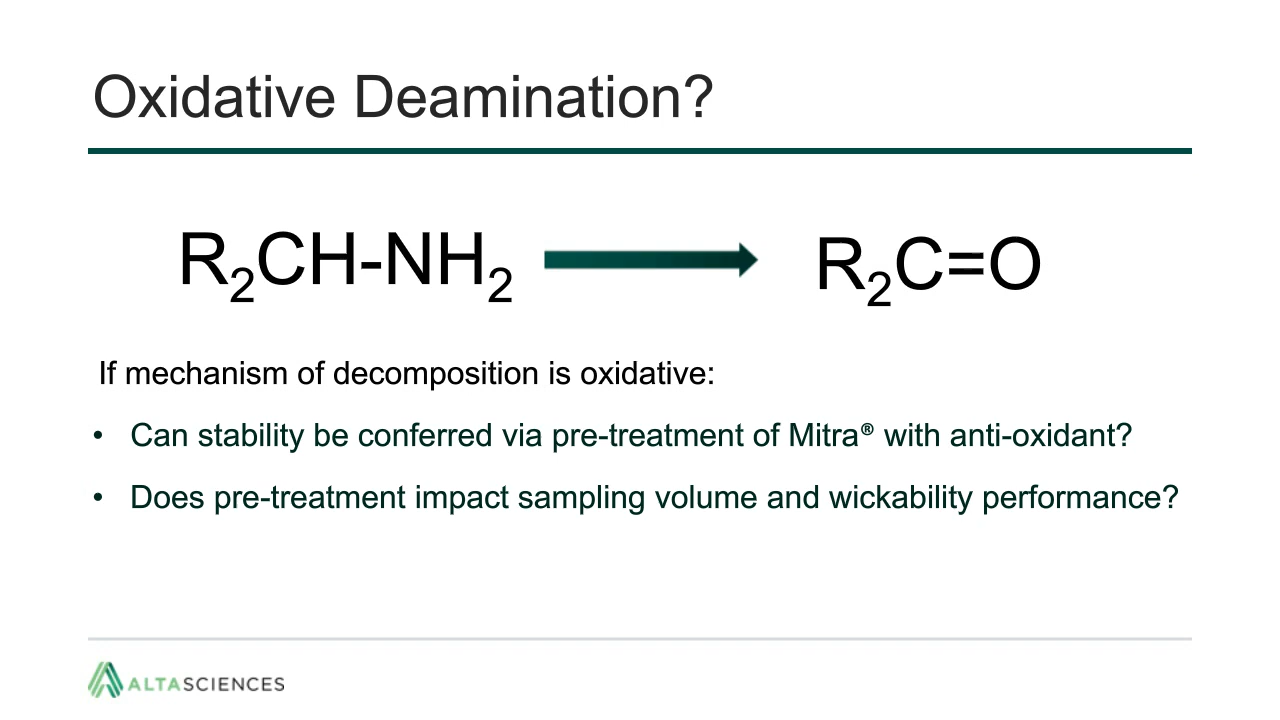 Oxidative Deamination?
R₂CH-NH₂
R₂C=O
If mechanism of decomposition is oxidative:
• Can stability be conferred via pre-treatment of Mitra® with anti-oxidant?
• Does pre-treatment impact sampling volume and wickability performance?
ALTASCIENCES